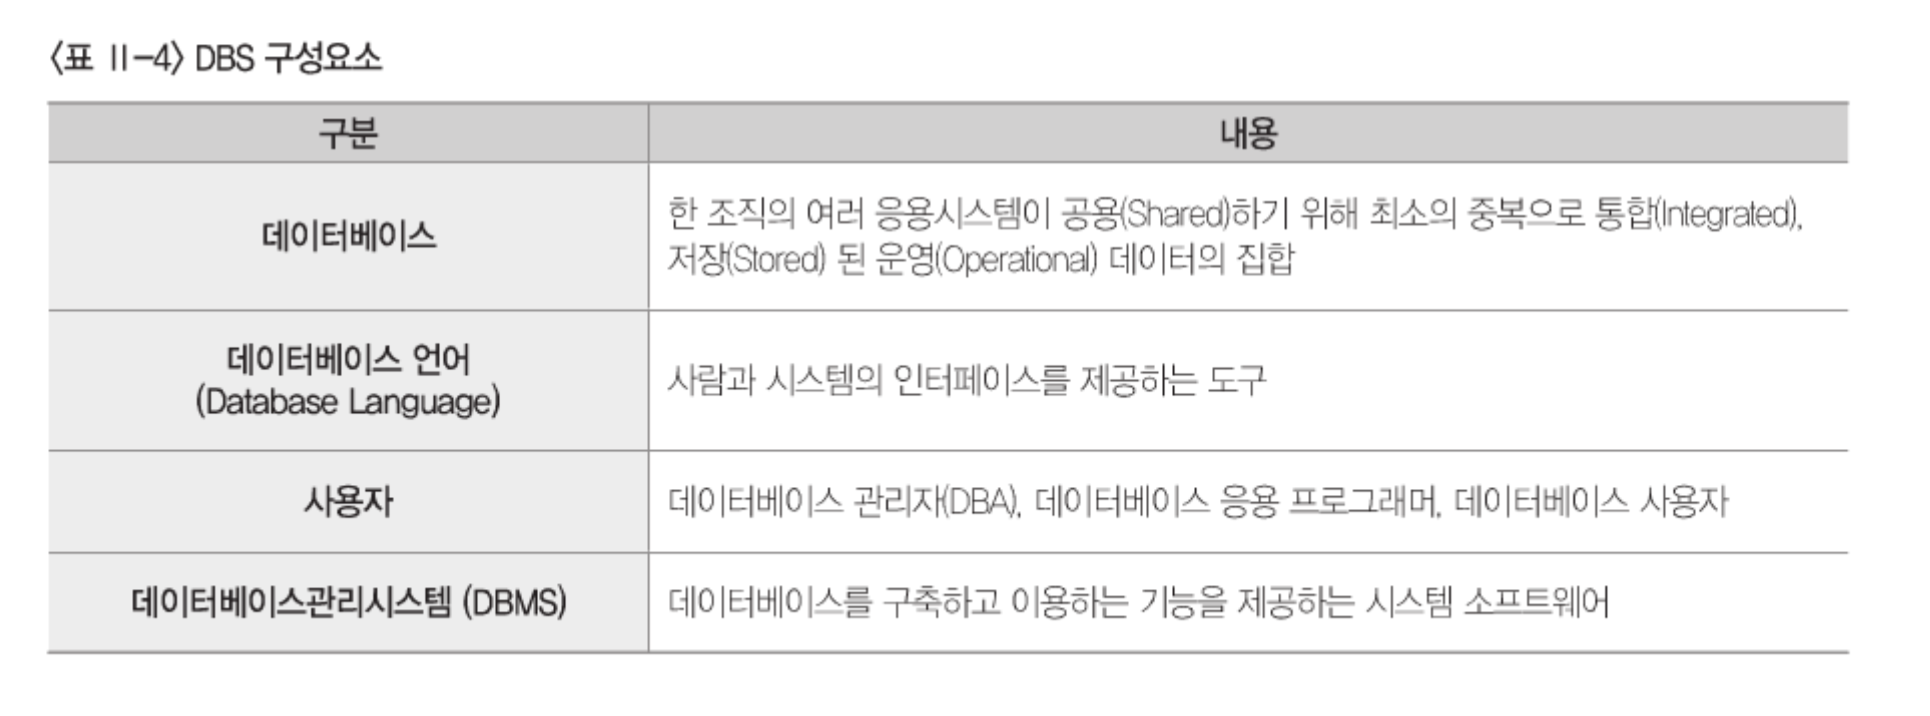 〈표 Ⅱ-4〉 DBS 구성요소
구분
내용
데이터베이스
한 조직의 여러 응용시스템이 공용(Shared)하기 위해 최소의 중복으로 통합(Integrated),
저장(Stored) 된 운영(Operational) 데이터의 집합
데이터베이스 언어
(Database Language)
사람과 시스템의 인터페이스를 제공하는 도구
사용자
데이터베이스 관리자(DBA), 데이터베이스 응용 프로그래머, 데이터베이스 사용자
데이터베이스관리시스템 (DBMS)
데이터베이스를 구축하고 이용하는 기능을 제공하는 시스템 소프트웨어